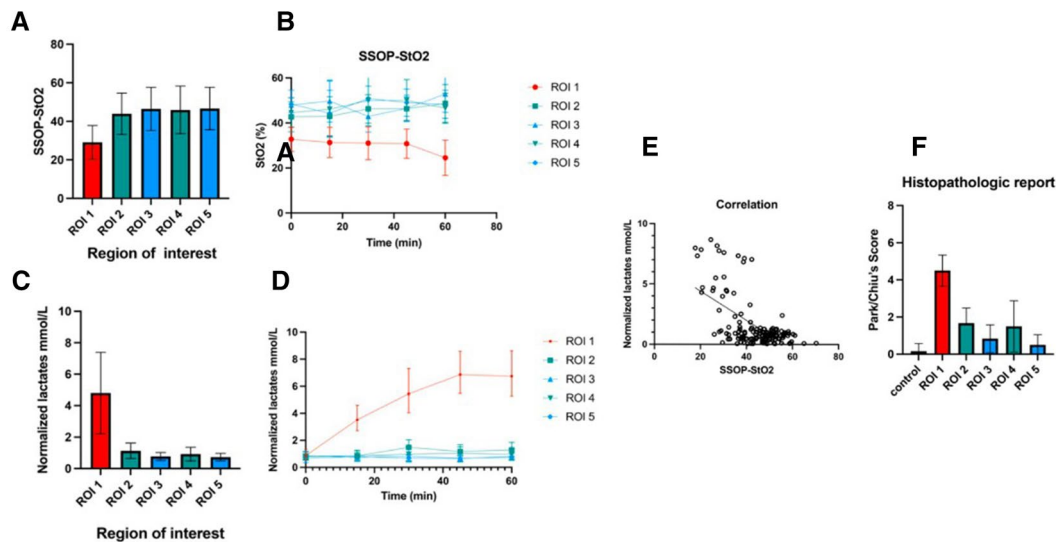 A
SSOP-StO2
80
60
40
20
0
ROI 1
ROI 2
ROI 3
ROI 4
ROI 5
Region of interest
B
SSOP-StO2
StO2 (%)
60
40
20
0
A
0
20
40
60
80
Time (min)
ROI 1
ROI 2
ROI 3
ROI 4
ROI 5
C
Normalized lactates mmol/L
10
8
6
4
2
0
ROI 1
ROI 2
ROI 3
ROI 4
ROI 5
Region of interest
D
Normalized lactates mmol/L
10
8
6
4
2
0
0
20
40
60
Time (min)
ROI 1
ROI 2
ROI 3
ROI 4
ROI 5
E
Correlation
Normalized lactates mmol/L
10
5
0
0
20
40
60
80
SSOP-StO2
F
Histopathologic report
Park/Chiu's Score
8
6
4
2
0
control
ROI 1
ROI 2
ROI 3
ROI 4
ROI 5